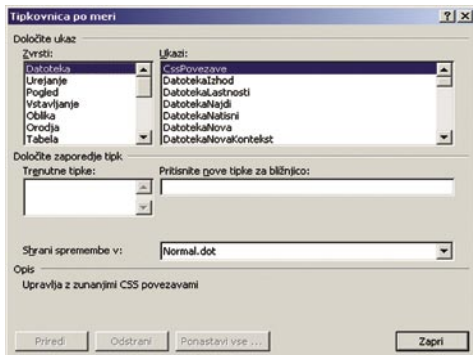 Tipkovnica po meri
Določite ukaz
Zvrsti: Ukazi:
Datoteka CssPovezave
Urejanje DatotekaIzhod
Pogled DatotekaLastnosti
Vstavljanje DatotekaNajdi
Oblika DatotekaNatisni
Orodja DatotekaNova
Tabela DatotekaNovaKontekst
Določite zaporedje tipk
Trenutne tipke: Pritisnite nove tipke za bližnjico:
Shrani spremembe v: Normal.dot
Opis
Upravlja z zunanjimi CSS povezavami
Priredi Odstrani Ponastavi vse ... Zapri